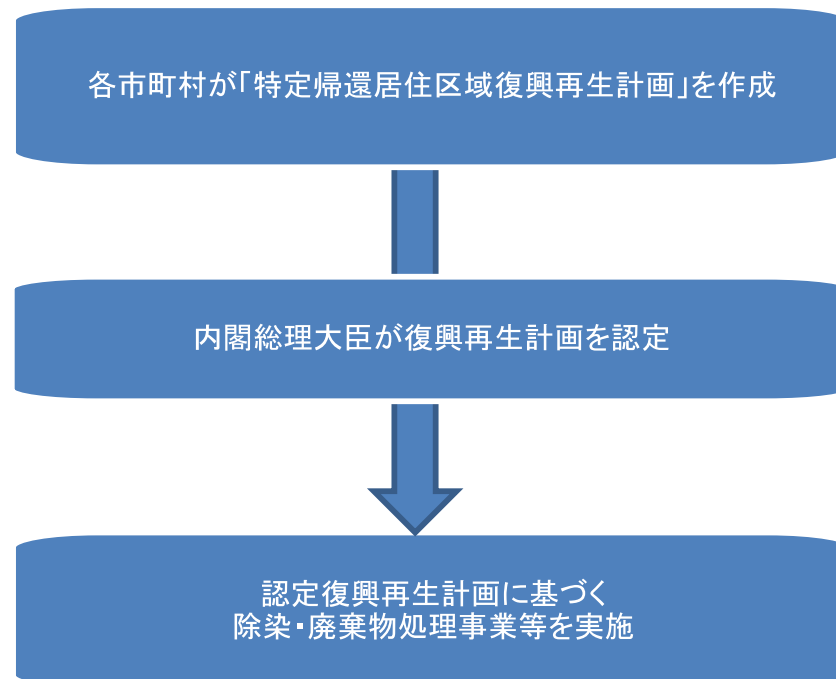 各市町村が「特定帰還居住区域復興再生計画」を作成
内閣総理大臣が復興再生計画を認定
認定復興再生計画に基づく
除染・廃棄物処理事業等を実施